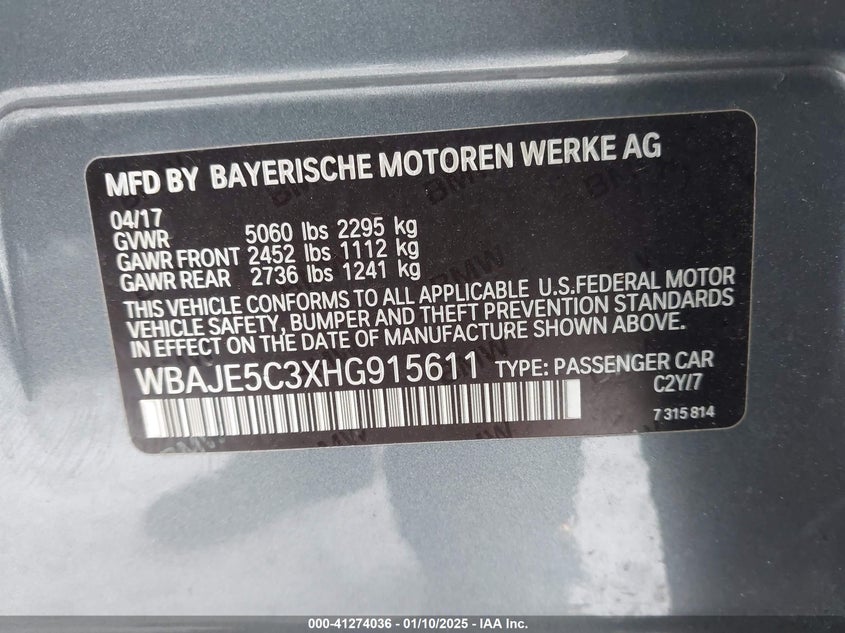 MFD BY BAYERISCHE MOTOREN WERKE AG
04/17
GVWR 5060 lbs 2295 kg
GAWR FRONT 2452 lbs 1112 kg
GAWR REAR 2736 lbs 1241 kg
THIS VEHICLE CONFORMS TO ALL APPLICABLE U.S.FEDERAL MOTOR
VEHICLE SAFETY, BUMPER AND THEFT PREVENTION STANDARDS
IN EFFECT ON THE DATE OF MANUFACTURE SHOWN ABOVE.
WBAJE5C3XHG915611 TYPE: PASSENGER CAR
C2Y/7
7 315 814
000-41274036 - 01/10/2025 - IAA Inc.